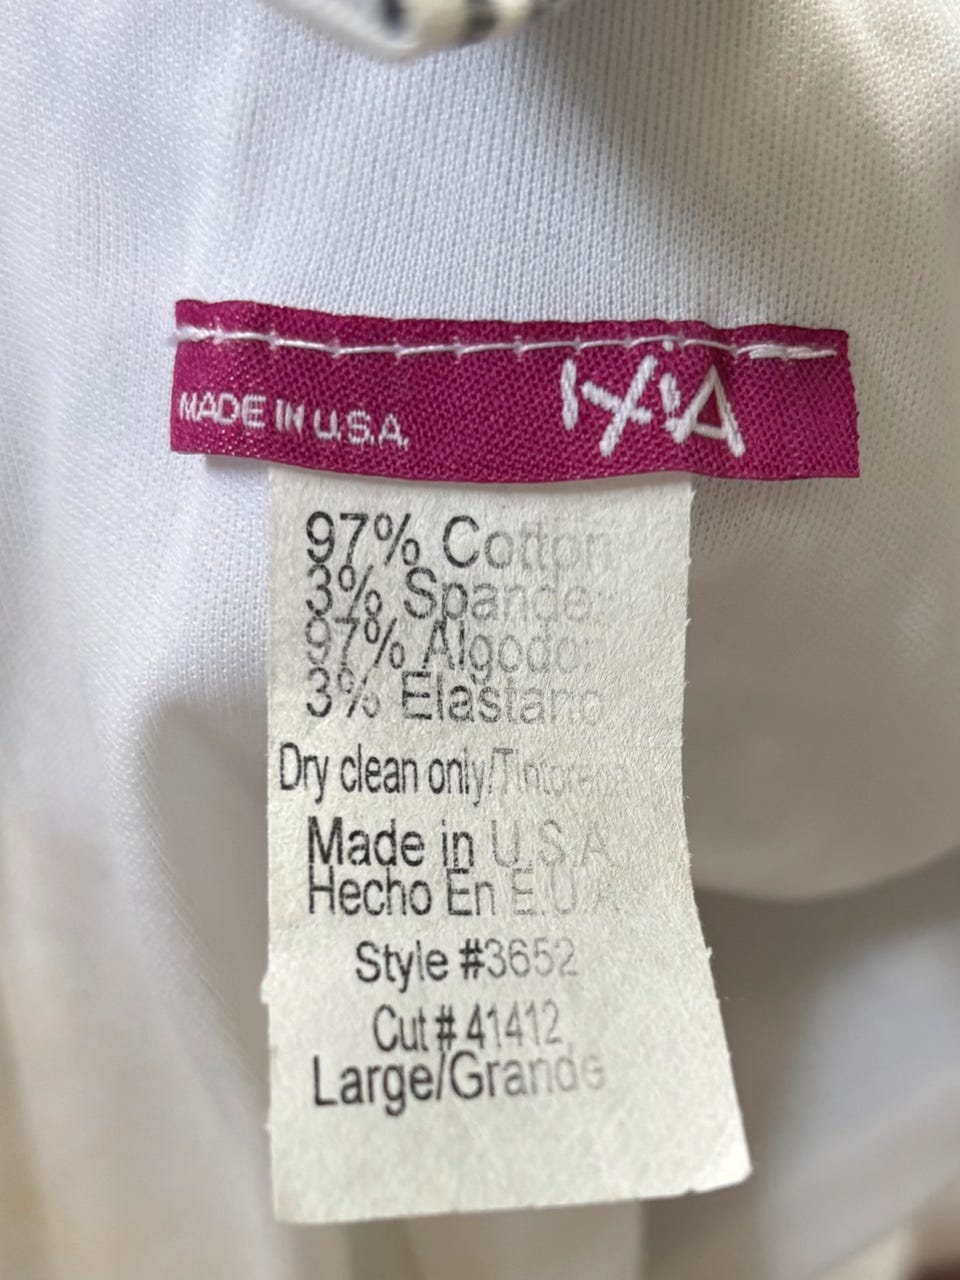 MADE IN U.S.A.
IXiA
97% Cotton
3% Spandex
97% Algodon
3% Elastano
Dry clean only/Tintoreria
Made in U.S.A
Hecho En E.U.A.
Style #3652
Cut # 41412
Large/Grande